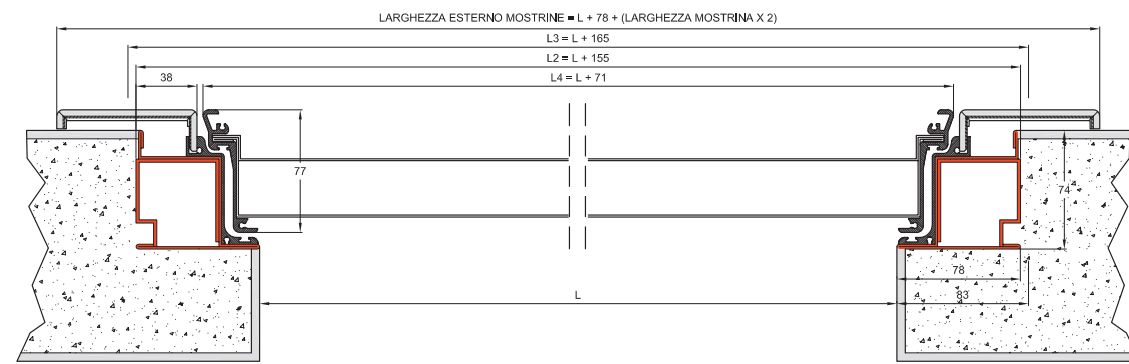 LARGHEZZA ESTERNO MOSTRINE = L + 78 + (LARGHEZZA MOSTRINA X 2)
L3 = L + 165
L2 = L + 155
38
L4 = L + 71
77
74
78
L
83